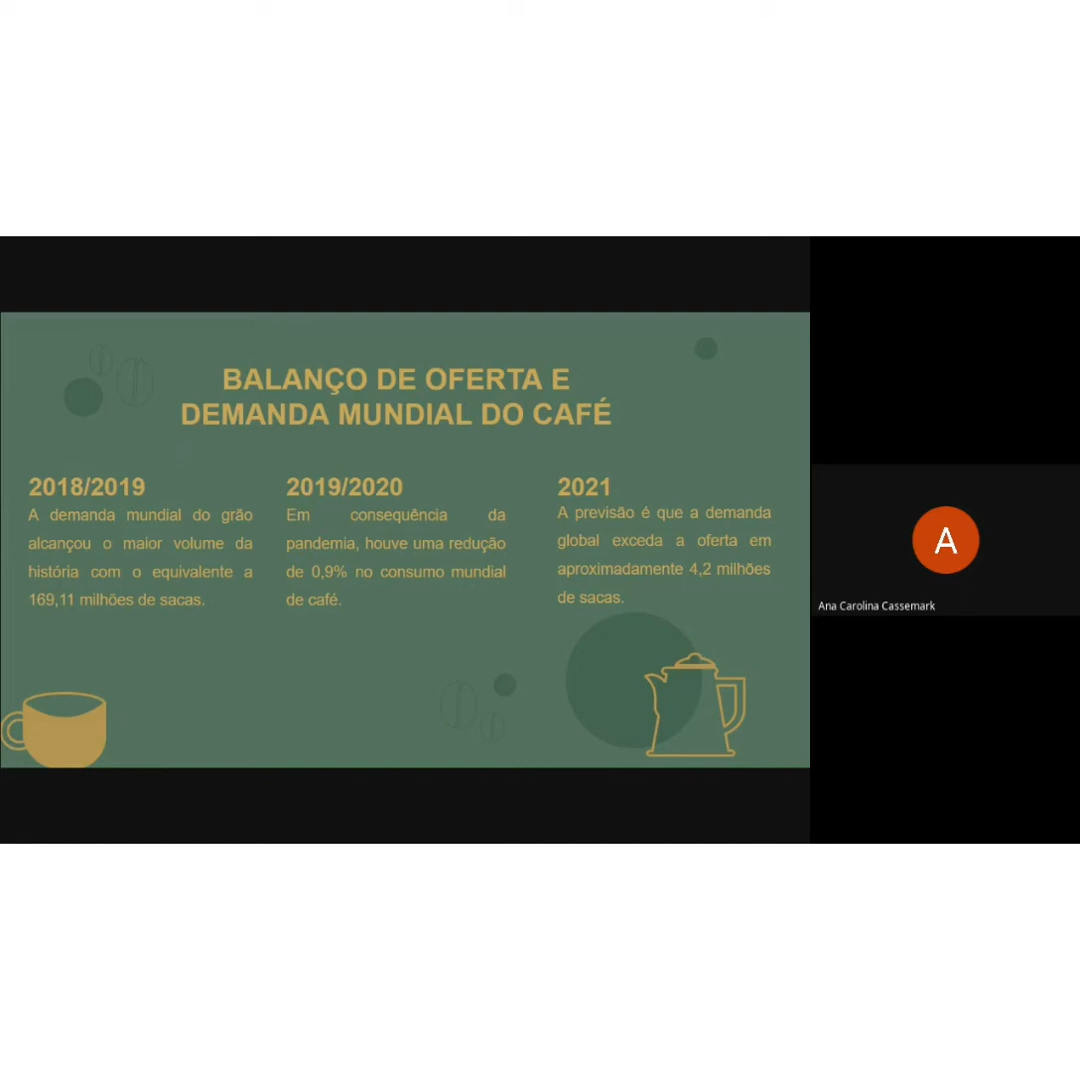 BALANÇO DE OFERTA E
DEMANDA MUNDIAL DO CAFÉ
2018/2019
A demanda mundial do grão
alcançou o maior volume da
história com o equivalente a
169,11 milhões de sacas.
2019/2020
Em consequência da
pandemia, houve uma redução
de 0,9% no consumo mundial
de café.
2021
A previsão é que a demanda
global exceda a oferta em
aproximadamente 4,2 milhões
de sacas.
A
Ana Carolina Cassemark